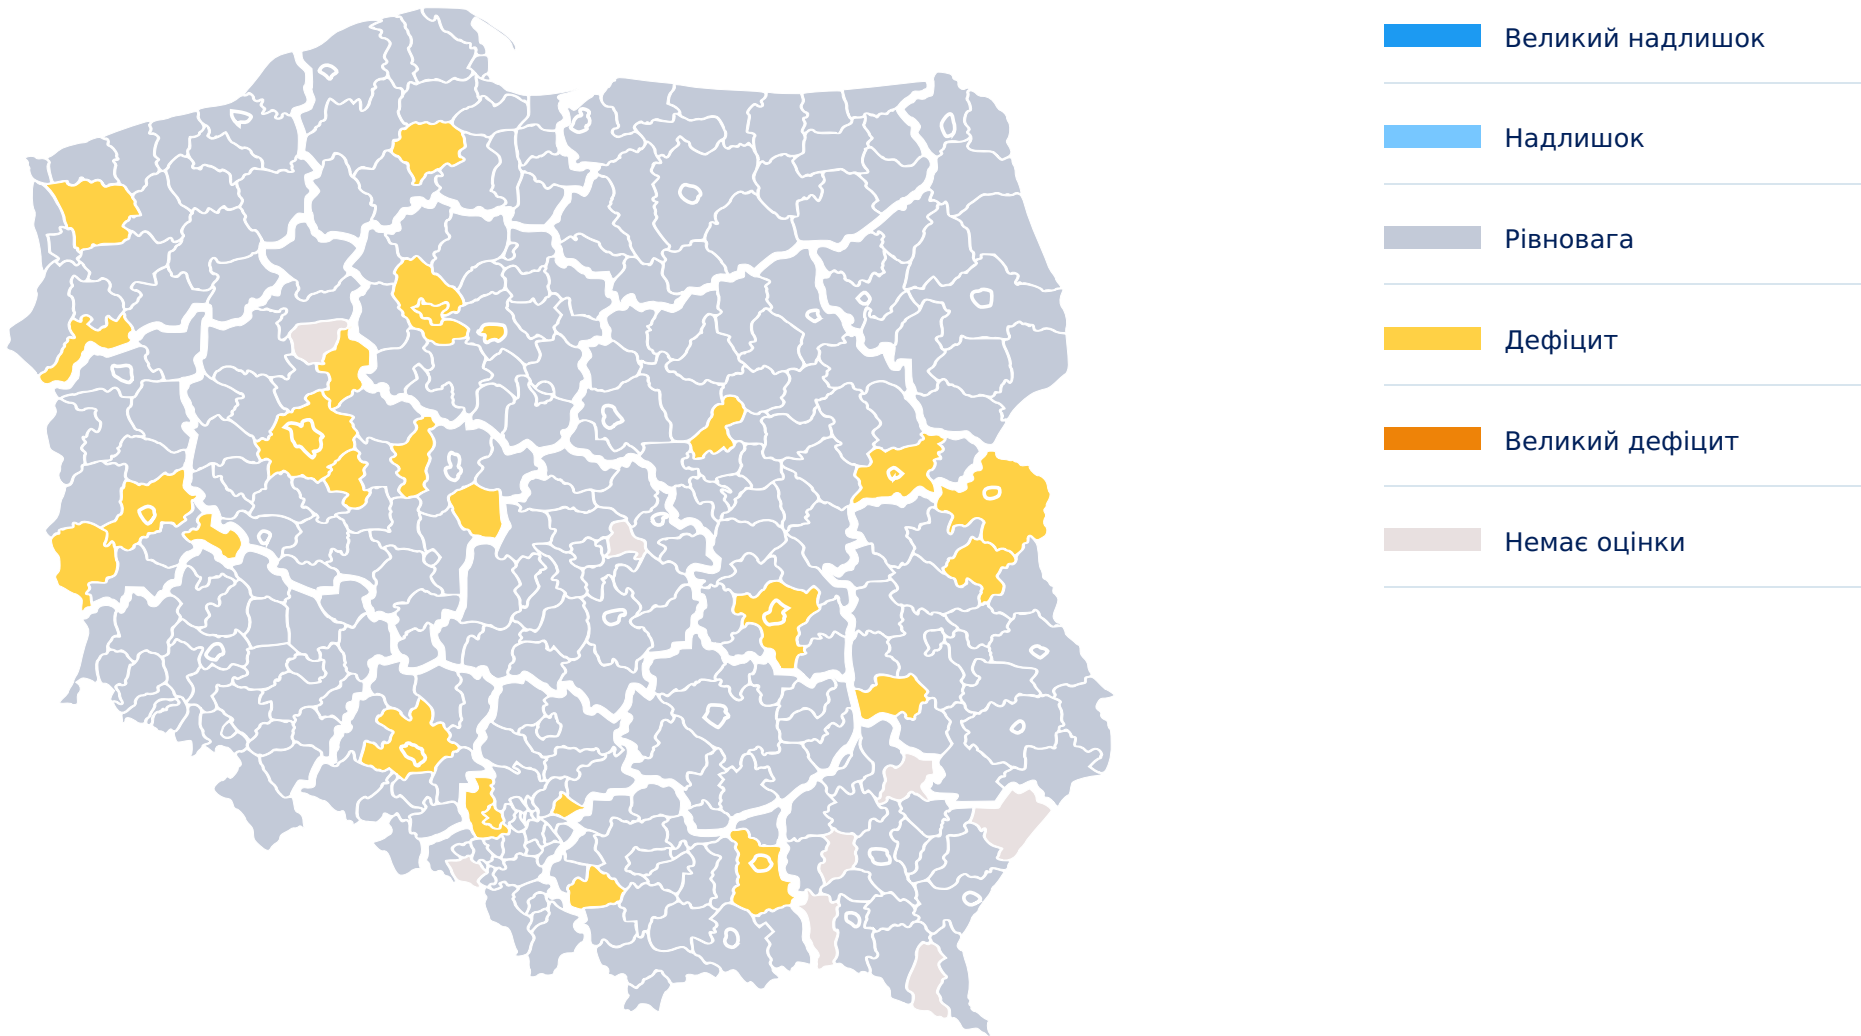 Великий надлишок
Надлишок
Рівновага
Дефіцит
Великий дефіцит
Немає оцінки